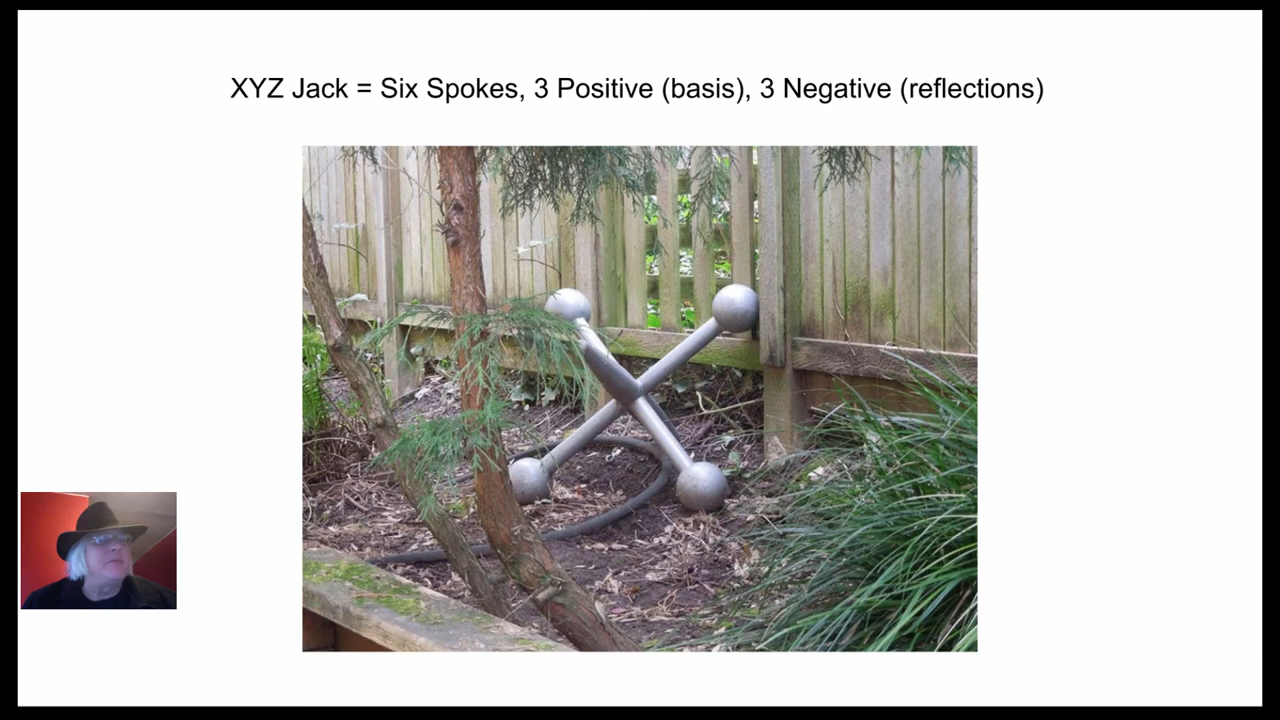 XYZ Jack = Six Spokes, 3 Positive (basis), 3 Negative (reflections)